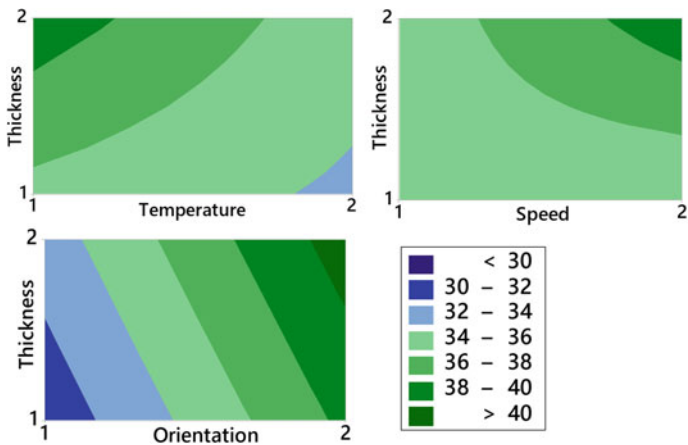 2
Thickness
1
1
Temperature
2
2
Thickness
1
1
Speed
2
2
Thickness
1
1
Orientation
2
< 30
30 – 32
32 – 34
34 – 36
36 – 38
38 – 40
> 40